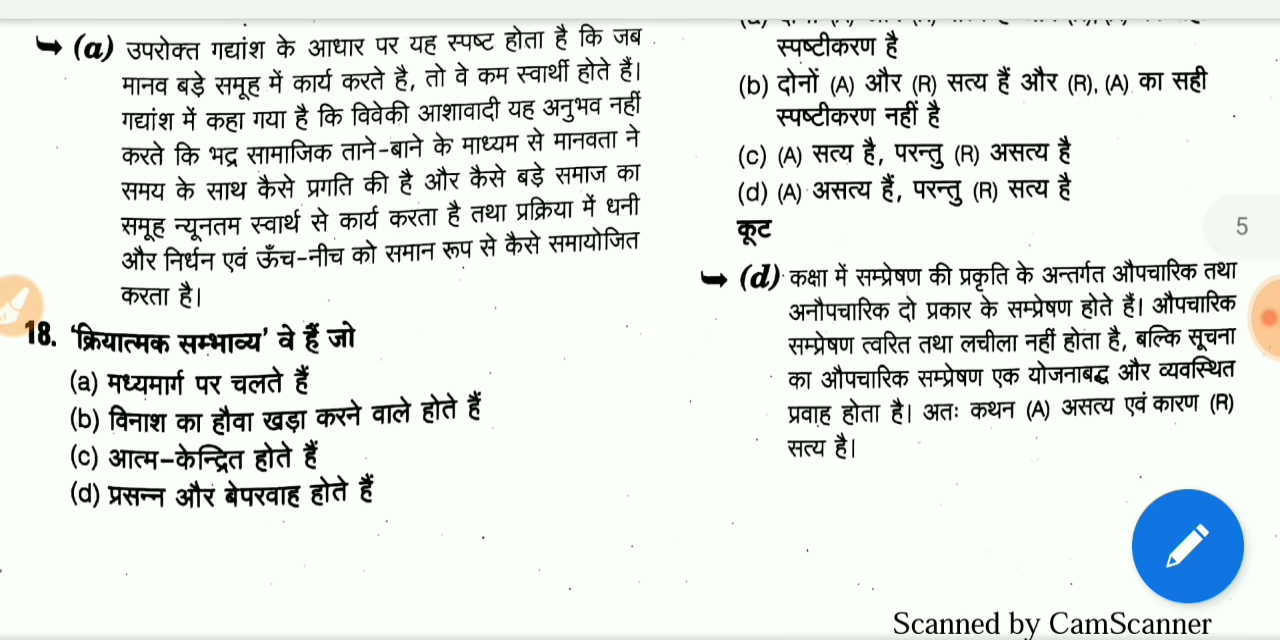 (a) उपरोक्त गद्यांश के आधार पर यह स्पष्ट होता है कि जब
मानव बड़े समूह में कार्य करते है, तो वे कम स्वार्थी होते हैं।
गद्यांश में कहा गया है कि विवेकी आशावादी यह अनुभव नहीं
करते कि भद्र सामाजिक ताने-बाने के माध्यम से मानवता ने
समय के साथ कैसे प्रगति की है और कैसे बड़े समाज का
समूह न्यूनतम स्वार्थ से कार्य करता है तथा प्रक्रिया में धनी
और निर्धन एवं ऊँच-नीच को समान रूप से कैसे समायोजित
करता है।
18. 'क्रियात्मक सम्भाव्य' वे हैं जो
(a) मध्यमार्ग पर चलते हैं
(b) विनाश का हौवा खड़ा करने वाले होते हैं
(c) आत्म-केन्द्रित होते हैं
(d) प्रसन्न और बेपरवाह होते हैं
स्पष्टीकरण है
(b) दोनों (A) और (R) सत्य हैं और (R), (A) का सही
स्पष्टीकरण नहीं है
(c) (A) सत्य है, परन्तु (R) असत्य है
(d) (A) असत्य हैं, परन्तु (R) सत्य है
कूट
(d) कक्षा में सम्प्रेषण की प्रकृति के अन्तर्गत औपचारिक तथा
अनौपचारिक दो प्रकार के सम्प्रेषण होते हैं। औपचारिक
सम्प्रेषण त्वरित तथा लचीला नहीं होता है, बल्कि सूचना
का औपचारिक सम्प्रेषण एक योजनाबद्ध और व्यवस्थित
प्रवाह होता है। अतः कथन (A) असत्य एवं कारण (R)
सत्य है।
5
Scanned by CamScanner